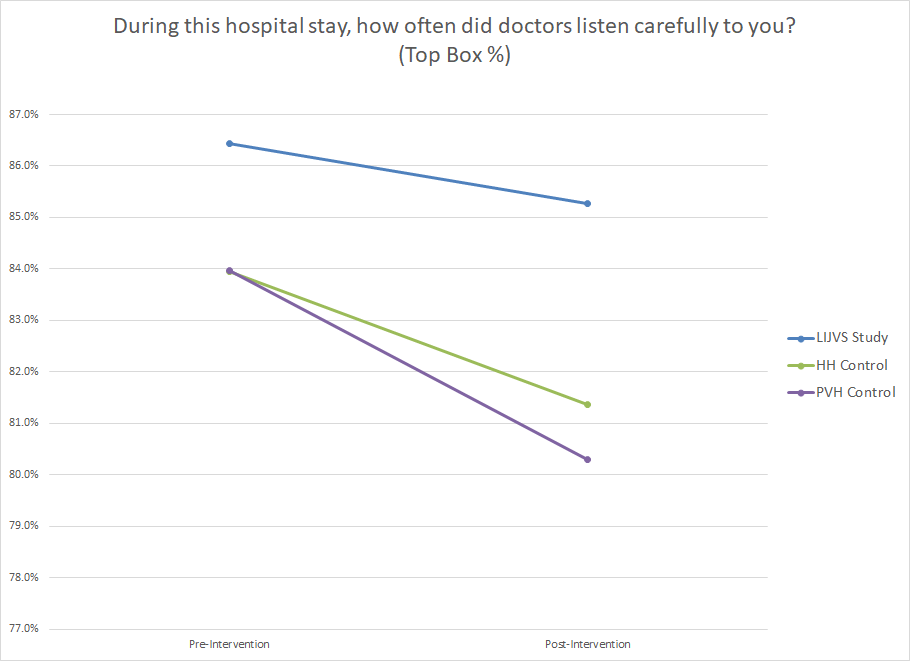 During this hospital stay, how often did doctors listen carefully to you?
(Top Box %)
87.0%
86.0%
85.0%
84.0%
83.0%
82.0%
81.0%
80.0%
79.0%
78.0%
77.0%
Pre-Intervention
Post-Intervention
LIJVS Study
HH Control
PVH Control